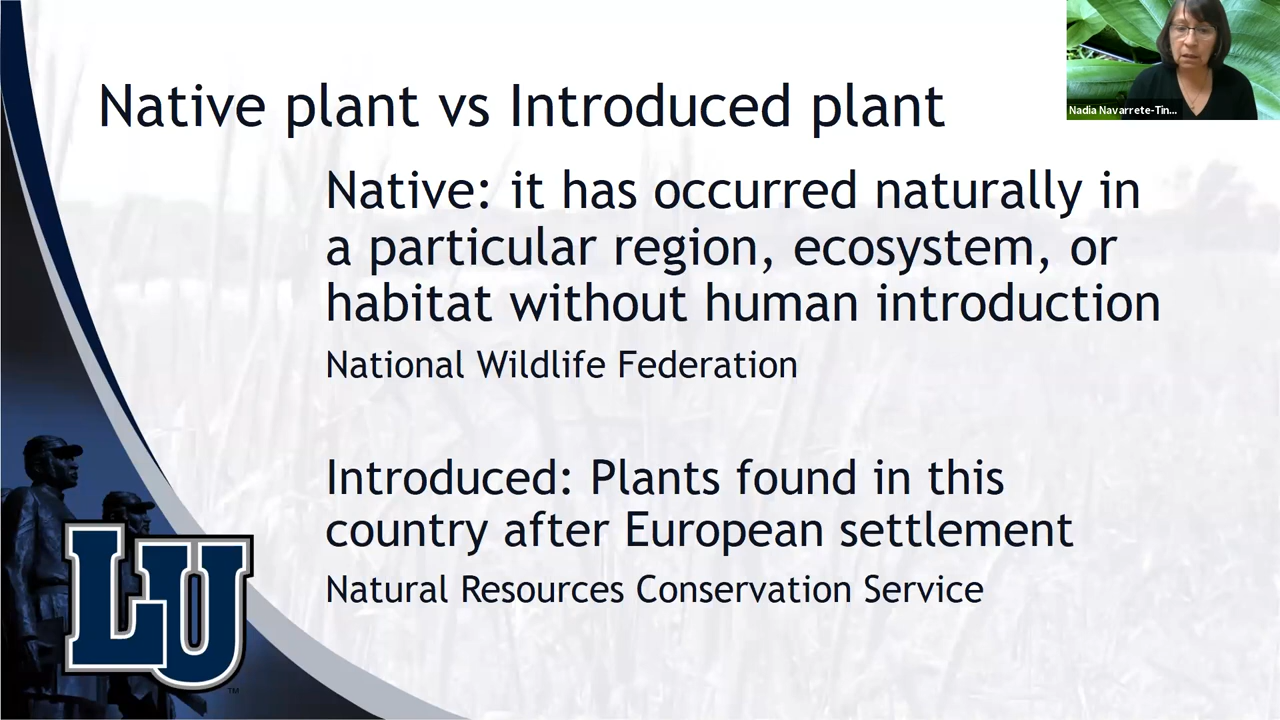 Native plant vs Introduced plant
Nadia Navarrete-Tin...
Native: it has occurred naturally in
a particular region, ecosystem, or
habitat without human introduction
National Wildlife Federation
Introduced: Plants found in this
country after European settlement
Natural Resources Conservation Service
LU
TM